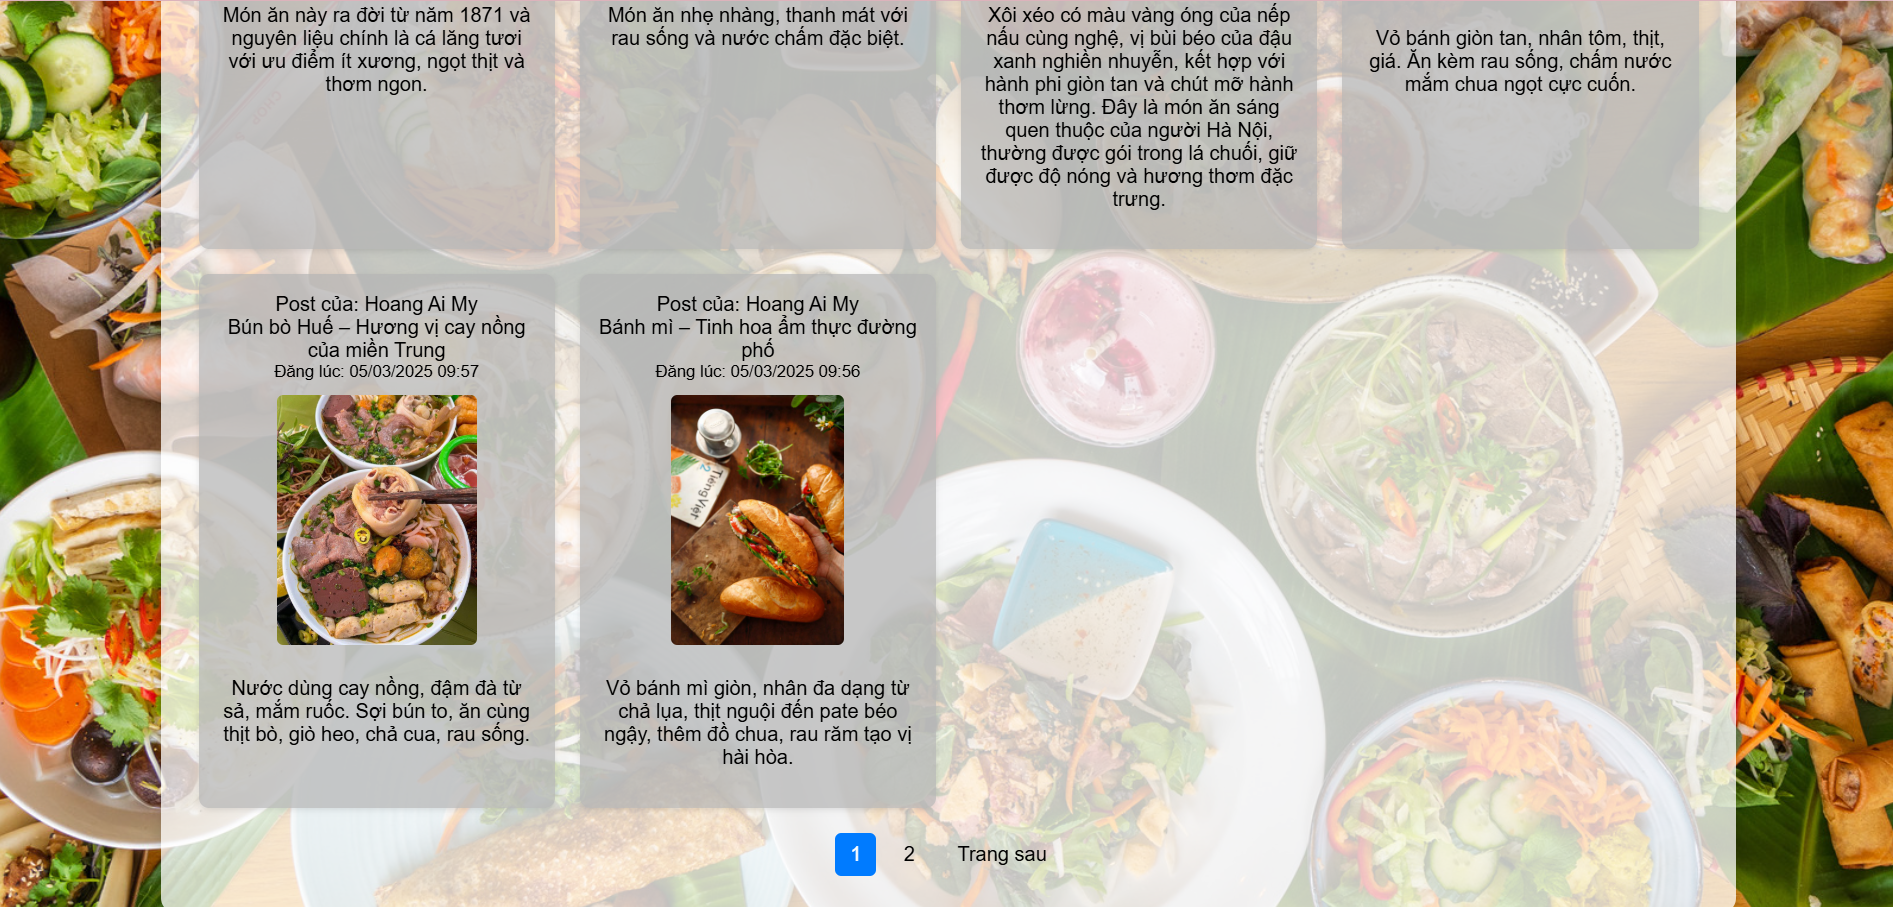 Món ăn này ra đời từ năm 1871 và
nguyên liệu chính là cá lăng tươi
với ưu điểm ít xương, ngọt thịt và
thơm ngon.
Món ăn nhẹ nhàng, thanh mát với
rau sống và nước chấm đặc biệt.
Xôi xéo có màu vàng óng của nếp
nấu cùng nghệ, vị bùi béo của đậu
xanh nghiền nhuyễn, kết hợp với
hành phi giòn tan và chút mỡ hành
thơm lừng. Đây là món ăn sáng
quen thuộc của người Hà Nội,
thường được gói trong lá chuối, giữ
được độ nóng và hương thơm đặc
trưng.
Vỏ bánh giòn tan, nhân tôm, thịt,
giá. Ăn kèm rau sống, chấm nước
mắm chua ngọt cực cuốn.
Post của: Hoang Ai My
Bún bò Huế – Hương vị cay nồng
của miền Trung
Đăng lúc: 05/03/2025 09:57
Nước dùng cay nồng, đậm đà từ
sả, mắm ruốc. Sợi bún to, ăn cùng
thịt bò, giò heo, chả cua, rau sống.
Post của: Hoang Ai My
Bánh mì – Tinh hoa ẩm thực đường
phố
Đăng lúc: 05/03/2025 09:56
Tiếng Việt
2
Vỏ bánh mì giòn, nhân đa dạng từ
chả lụa, thịt nguội đến pate béo
ngậy, thêm đồ chua, rau răm tạo vị
hài hòa.
1 2 Trang sau